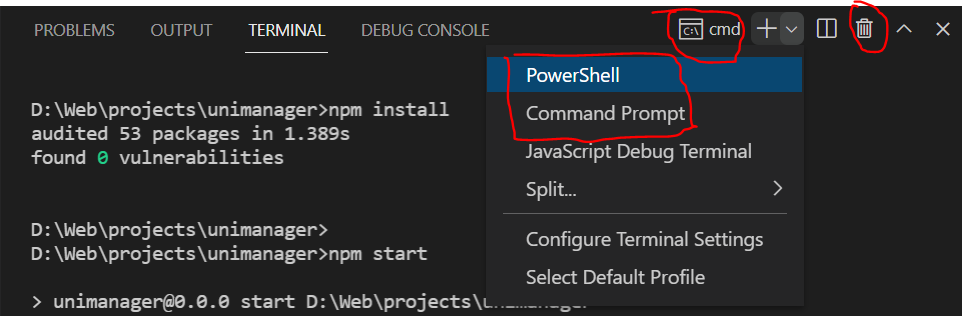 PROBLEMS OUTPUT TERMINAL DEBUG CONSOLE cmd
D:\Web\projects\unimanager>npm install
audited 53 packages in 1.389s
found 0 vulnerabilities
D:\Web\projects\unimanager>
D:\Web\projects\unimanager>npm start
> unimanager@0.0.0 start D:\Web\projects\unimanager
PowerShell
Command Prompt
JavaScript Debug Terminal
Split...
Configure Terminal Settings
Select Default Profile